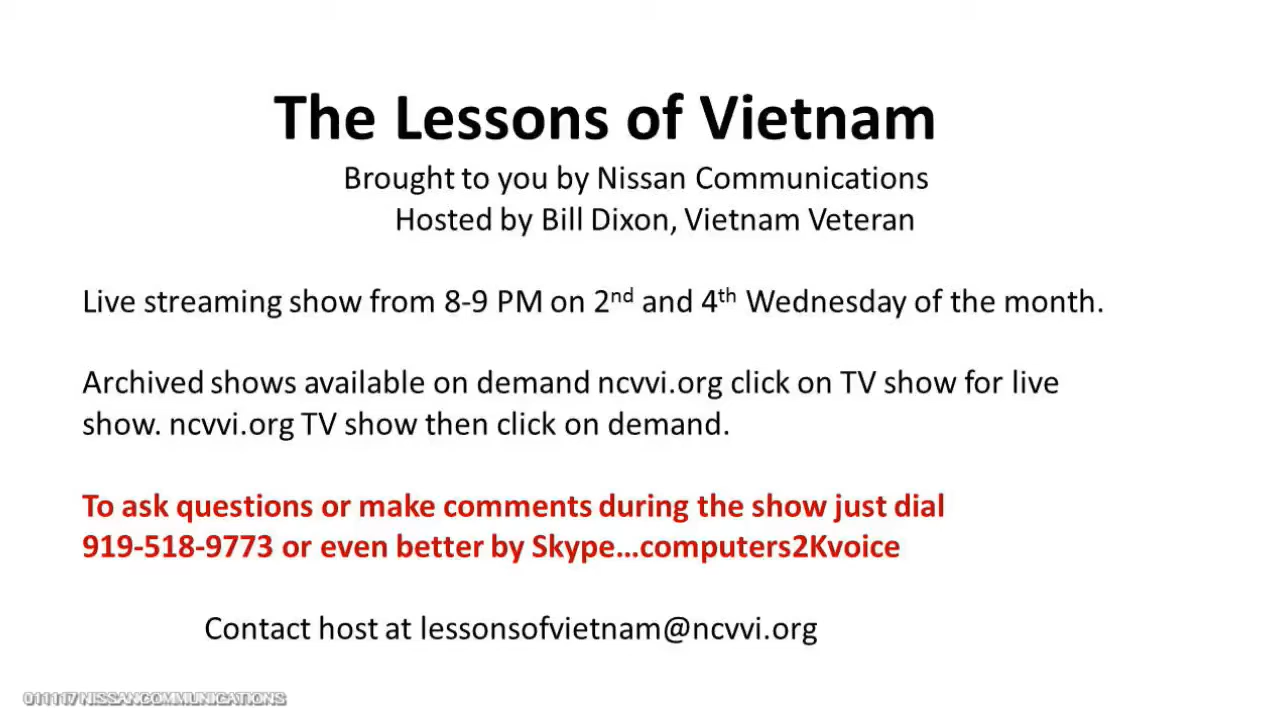 The Lessons of Vietnam
Brought to you by Nissan Communications
Hosted by Bill Dixon, Vietnam Veteran
Live streaming show from 8-9 PM on 2nd and 4th Wednesday of the month.
Archived shows available on demand ncvvi.org click on TV show for live
show. ncvvi.org TV show then click on demand.
To ask questions or make comments during the show just dial
919-518-9773 or even better by Skype…computers2Kvoice
Contact host at lessonsofvietnam@ncvvi.org
011117 NISSANCOMMUNICATIONS